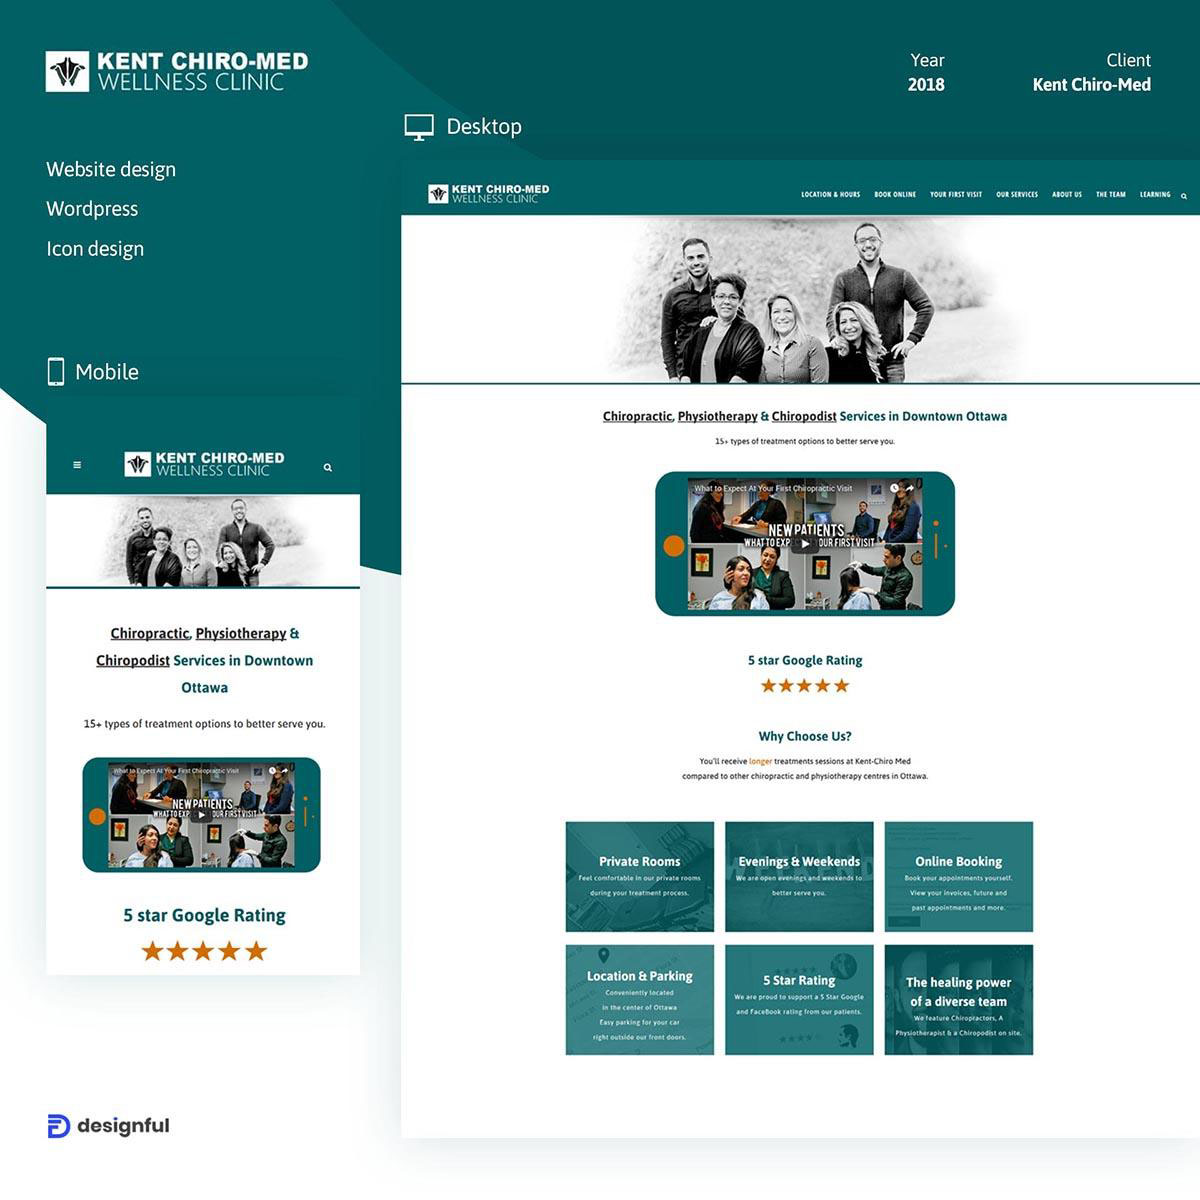 KENT CHIRO-MED
WELLNESS CLINIC
Year
2018
Client
Kent Chiro-Med
Website design
Wordpress
Icon design
Desktop
KENT CHIRO-MED
WELLNESS CLINIC
LOCATION & HOURS BOOK ONLINE YOUR FIRST VISIT OUR SERVICES ABOUT US THE TEAM LEARNING
Chiropractic, Physiotherapy & Chiropodist Services in Downtown Ottawa
15+ types of treatment options to better serve you.
What to Expect At Your First Chiropractic Visit
NEW PATIENTS
WHAT TO EXP OUR FIRST VISIT
5 star Google Rating
Why Choose Us?
You'll receive longer treatments sessions at Kent-Chiro Med
compared to other chiropractic and physiotherapy centres in Ottawa.
Private Rooms
Feel comfortable in our private rooms
during your treatment process.
Evenings & Weekends
We are open evenings and weekends to
better serve you.
WEEKEND
Online Booking
Book your appointments yourself.
View your invoices, future and
past appointments and more.
Location & Parking
Conveniently located
in the center of Ottawa
Easy parking for your car
right outside our front doors.
5 Star Rating
We are proud to support a 5 Star Google
and FaceBook rating from our patients.
The healing power
of a diverse team
We feature Chiropractors, A
Physiotherapist & a Chiropodist on site.
Mobile
KENT CHIRO-MED
WELLNESS CLINIC
Chiropractic, Physiotherapy &
Chiropodist Services in Downtown
Ottawa
15+ types of treatment options to better serve you.
What to Expect At Your First Chiropractic Visit
NEW PATIENTS
WHAT TO EXP OUR FIRST VISIT
5 star Google Rating
designful